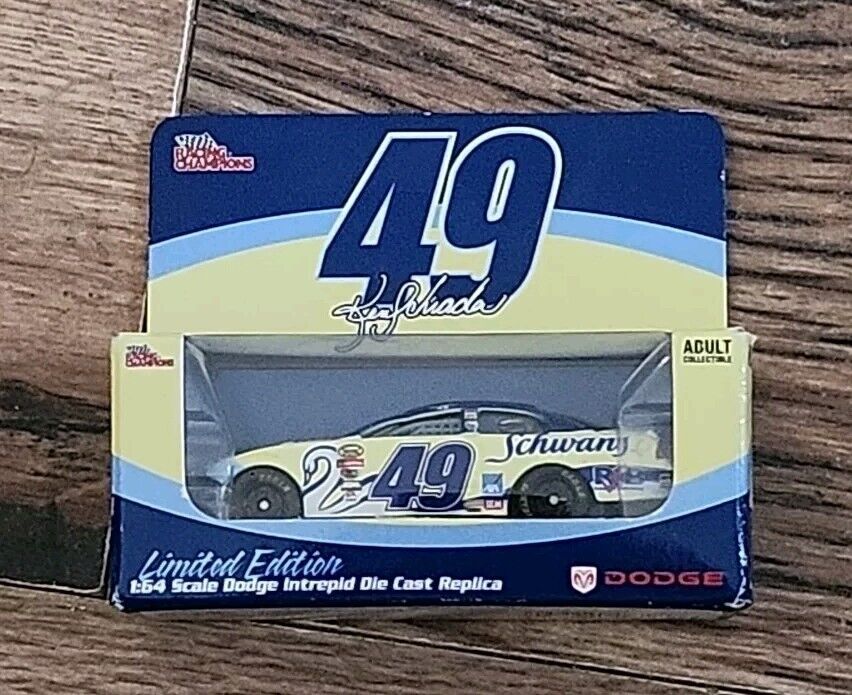 RACING
CHAMPIONS
49
Ken Schrader
RACING
CHAMPIONS
ADULT
COLLECTIBLE
Schwan's
49
Limited Edition
1:64 Scale Dodge Intrepid Die Cast Replica
DODGE